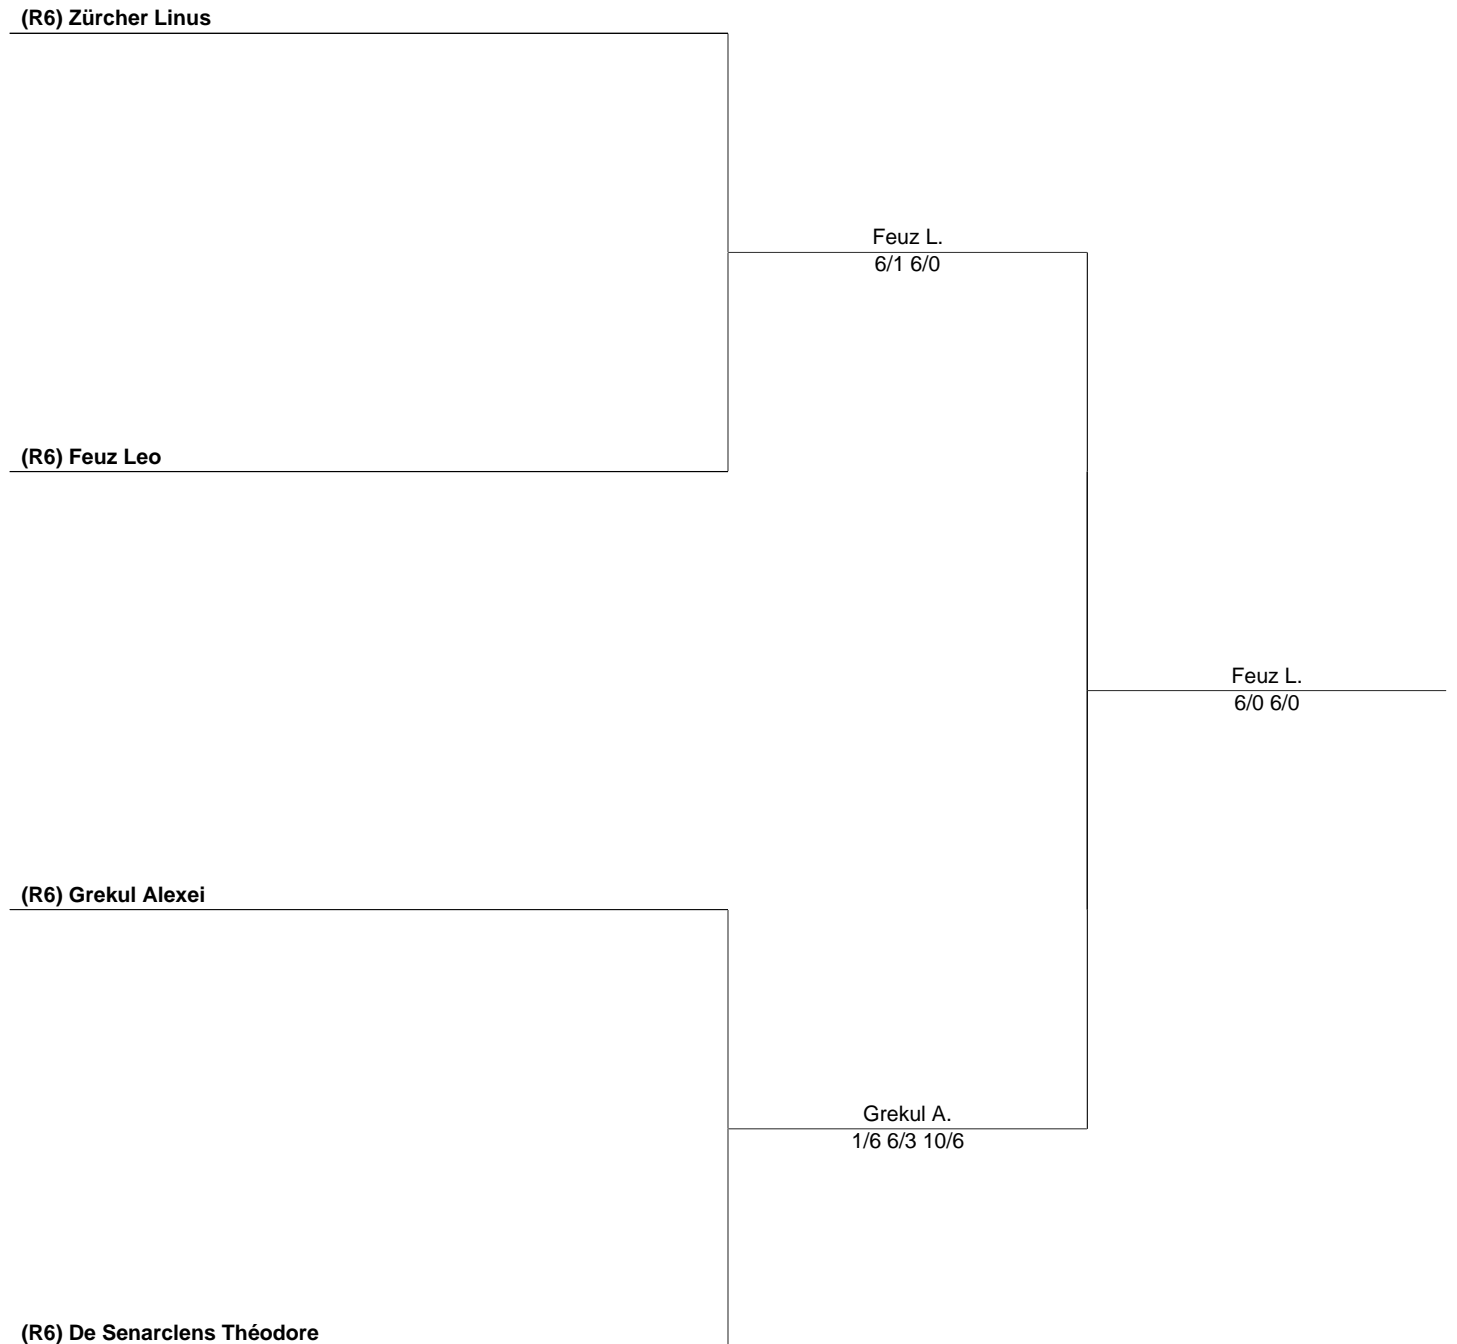 (R6) Zürcher Linus
Feuz L.
6/1 6/0
(R6) Feuz Leo
Feuz L.
6/0 6/0
(R6) Grekul Alexei
Grekul A.
1/6 6/3 10/6
(R6) De Senarclens Théodore